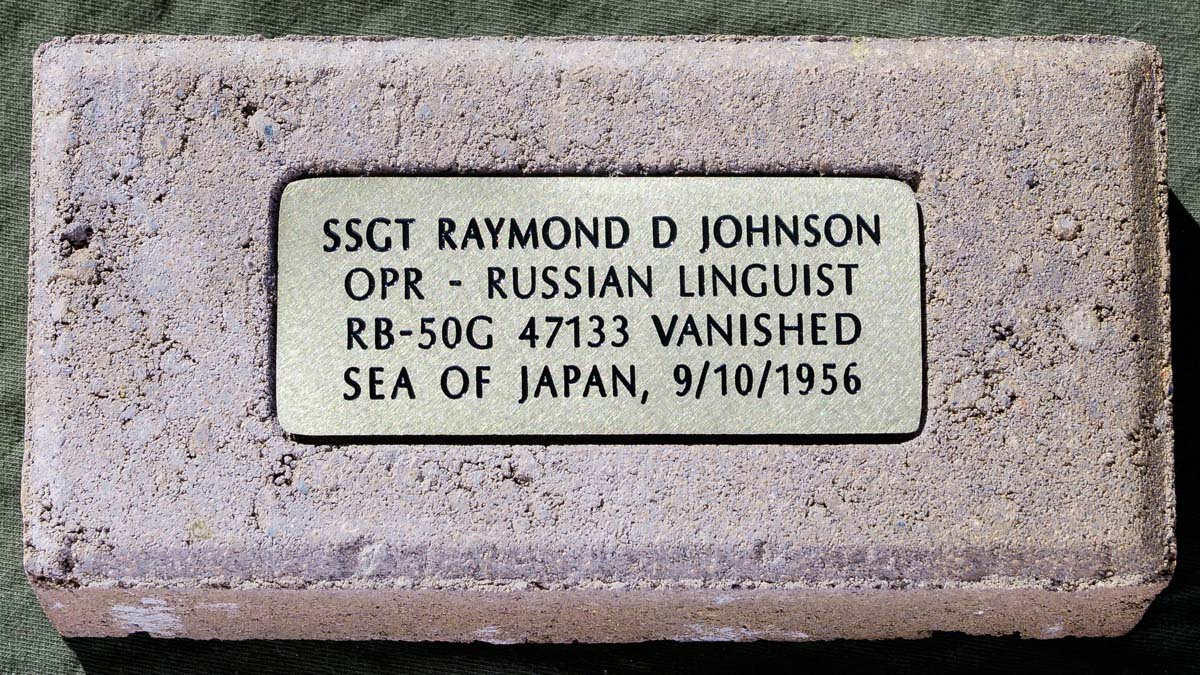 SSGT RAYMOND D JOHNSON
OPR - RUSSIAN LINGUIST
RB-50G 47133 VANISHED
SEA OF JAPAN, 9/10/1956